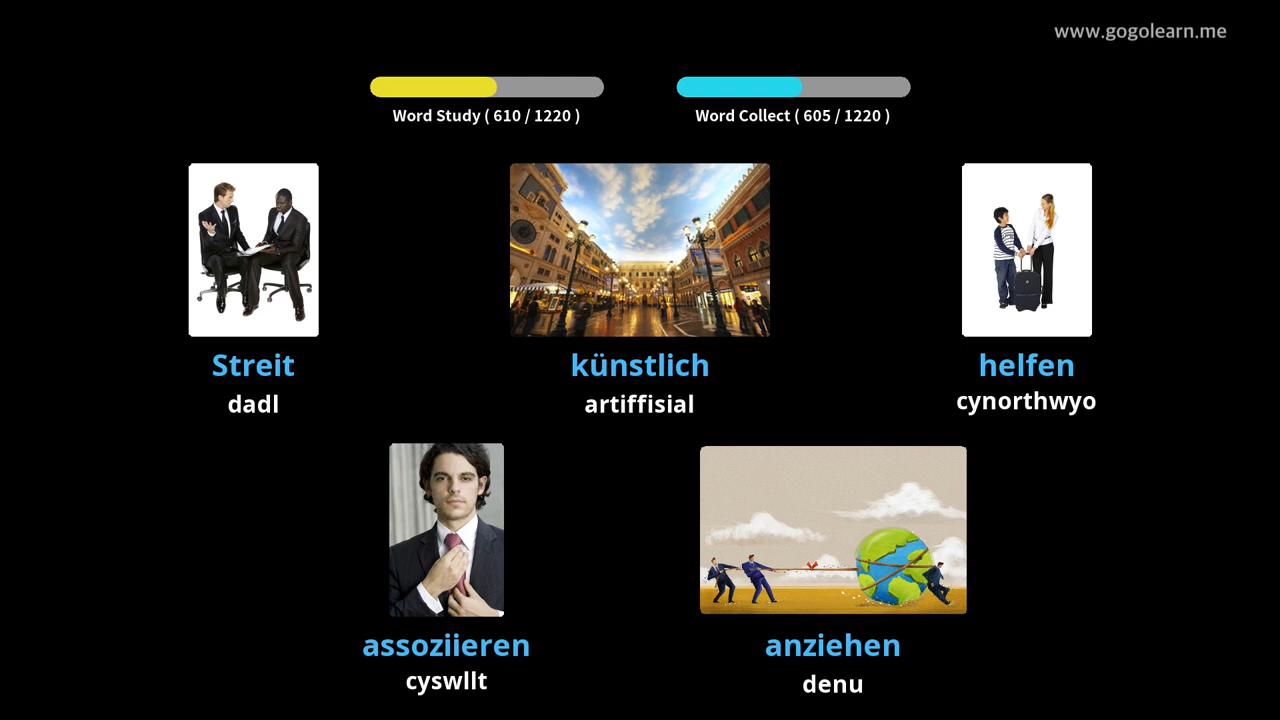 www.gogolearn.me
Word Study ( 610 / 1220 )
Word Collect ( 605 / 1220 )
Streit
dadl
künstlich
artiffisial
helfen
cynorthwyo
assoziieren
cyswllt
anziehen
denu